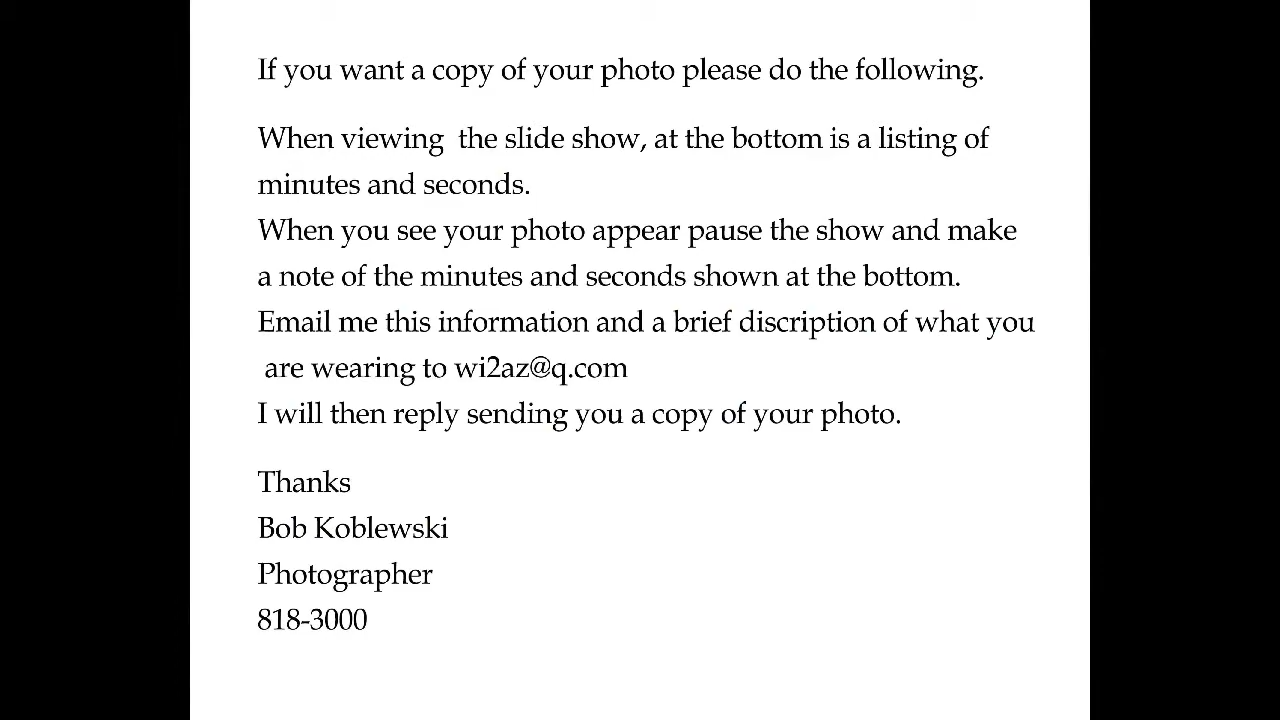 If you want a copy of your photo please do the following.
When viewing  the slide show, at the bottom is a listing of
minutes and seconds.
When you see your photo appear pause the show and make
a note of the minutes and seconds shown at the bottom.
Email me this information and a brief discription of what you
are wearing to wi2az@q.com
I will then reply sending you a copy of your photo.
Thanks
Bob Koblewski
Photographer
818-3000